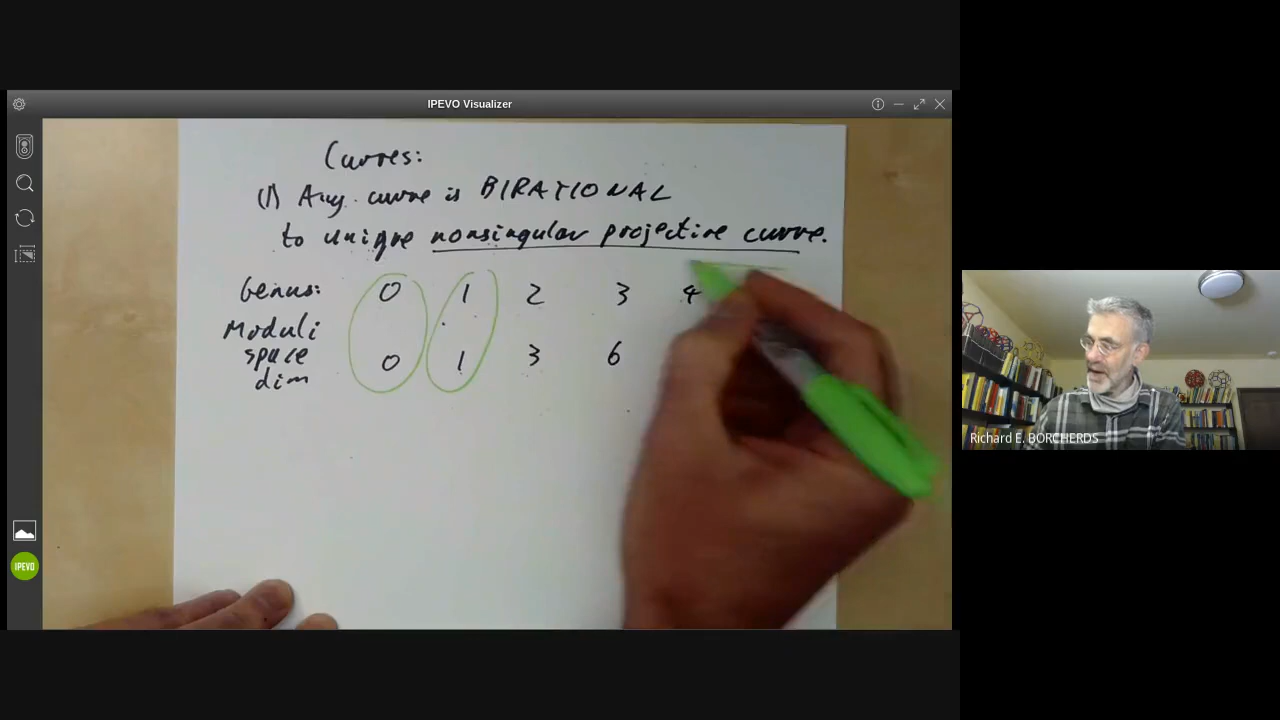 IPEVO Visualizer
Curves:
(1) Any curve is BIRATIONAL
to unique nonsingular projective curve.
Genus: 0 1 2 3 4
Moduli
space 0 1 3 6
dim
Richard E. BORCHERDS
IPEVO